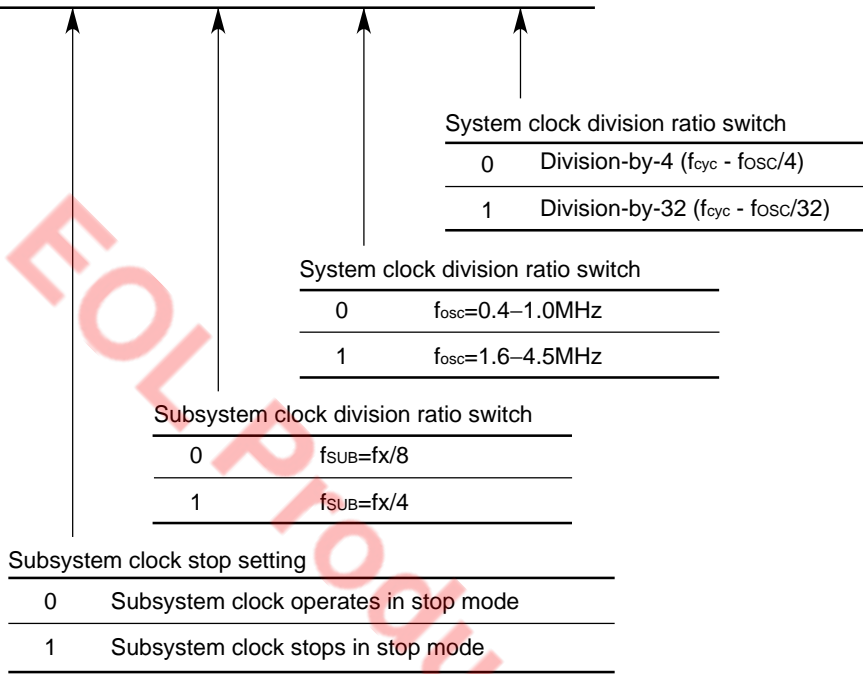 System clock division ratio switch
0 Division-by-4 (fcyc - fosc/4)
1 Division-by-32 (fcyc - fosc/32)
System clock division ratio switch
0 fosc=0.4–1.0MHz
1 fosc=1.6–4.5MHz
Subsystem clock division ratio switch
0 fSUB=fx/8
1 fSUB=fx/4
Subsystem clock stop setting
0 Subsystem clock operates in stop mode
1 Subsystem clock stops in stop mode
EOL Produ